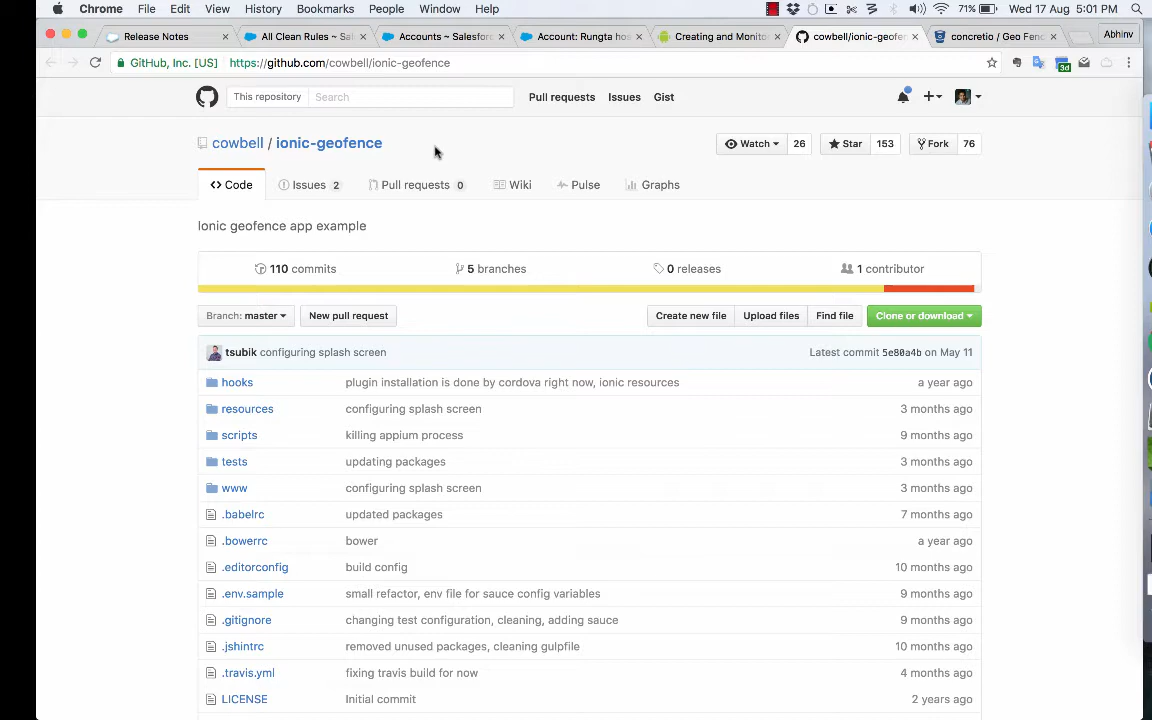 Chrome File Edit View History Bookmarks People Window Help 71% Wed 17 Aug 5:01 PM
Release Notes All Clean Rules ~ Sal Accounts ~ Salesforc Account: Rungta hos Creating and Monito cowbell/ionic-geofen concretio / Geo Fenc Abhinv
GitHub, Inc. [US] https://github.com/cowbell/ionic-geofence 3d
This repository Search Pull requests Issues Gist
cowbell / ionic-geofence Watch 26 Star 153 Fork 76
Code Issues 2 Pull requests 0 Wiki Pulse Graphs
Ionic geofence app example
110 commits 5 branches 0 releases 1 contributor
Branch: master New pull request Create new file Upload files Find file Clone or download
tsubik configuring splash screen Latest commit 5e80a4b on May 11
hooks plugin installation is done by cordova right now, ionic resources a year ago
resources configuring splash screen 3 months ago
scripts killing appium process 9 months ago
tests updating packages 3 months ago
www configuring splash screen 3 months ago
.babelrc updated packages 7 months ago
.bowerrc bower a year ago
.editorconfig build config 10 months ago
.env.sample small refactor, env file for sauce config variables 9 months ago
.gitignore changing test configuration, cleaning, adding sauce 9 months ago
.jshintrc removed unused packages, cleaning gulpfile 10 months ago
.travis.yml fixing travis build for now 4 months ago
LICENSE Initial commit 2 years ago